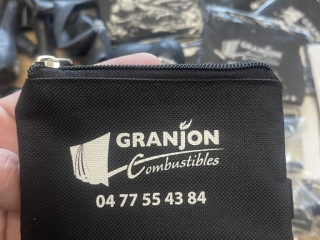 GRANJON
Combustibles
04 77 55 43 84